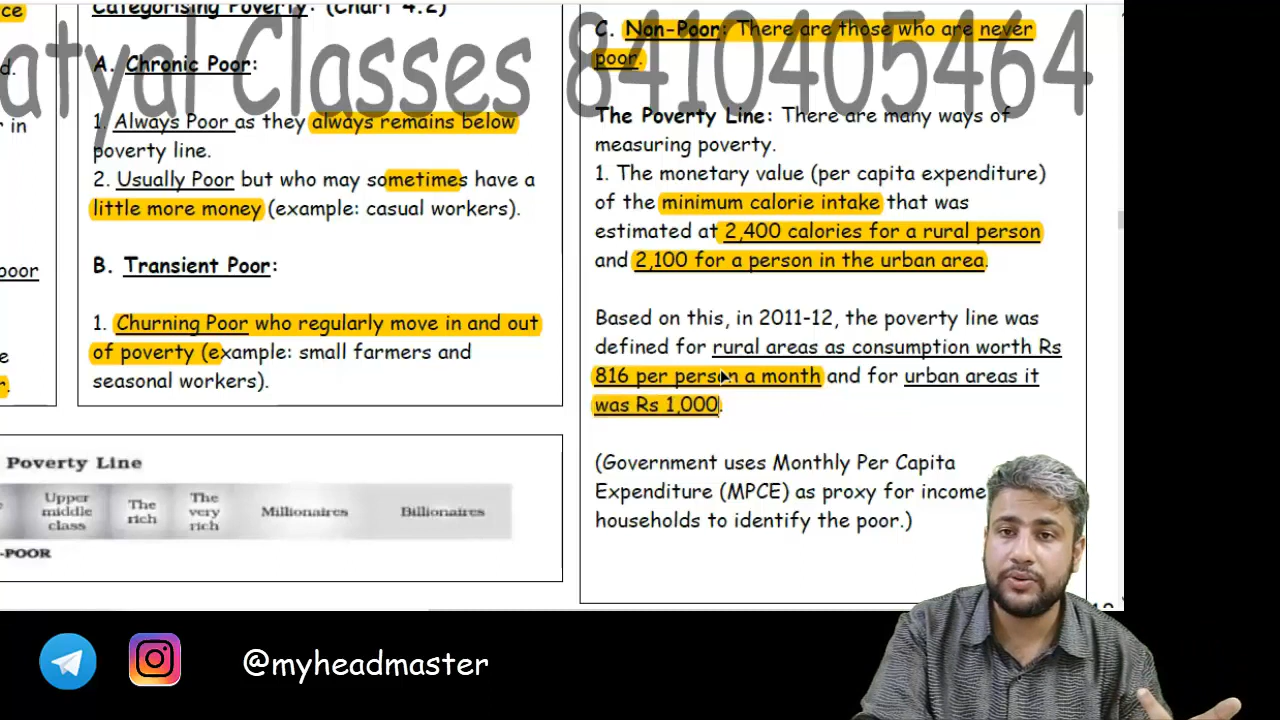 ce
d.
r in
poor
e
r.
Categorising Poverty: (Chart 4.2)
A. Chronic Poor:
1. Always Poor as they always remains below
poverty line.
2. Usually Poor but who may sometimes have a
little more money (example: casual workers).
B. Transient Poor:
1. Churning Poor who regularly move in and out
of poverty (example: small farmers and
seasonal workers).
Poverty Line
Upper
middle
class
The
rich
The
very
rich
Millionaires
Billionaires
-POOR
atyal Classes 8410405464
C. Non-Poor: There are those who are never
poor.
The Poverty Line: There are many ways of
measuring poverty.
1. The monetary value (per capita expenditure)
of the minimum calorie intake that was
estimated at 2,400 calories for a rural person
and 2,100 for a person in the urban area.
Based on this, in 2011-12, the poverty line was
defined for rural areas as consumption worth Rs
816 per person a month and for urban areas it
was Rs 1,000.
(Government uses Monthly Per Capita
Expenditure (MPCE) as proxy for income
households to identify the poor.)
@myheadmaster